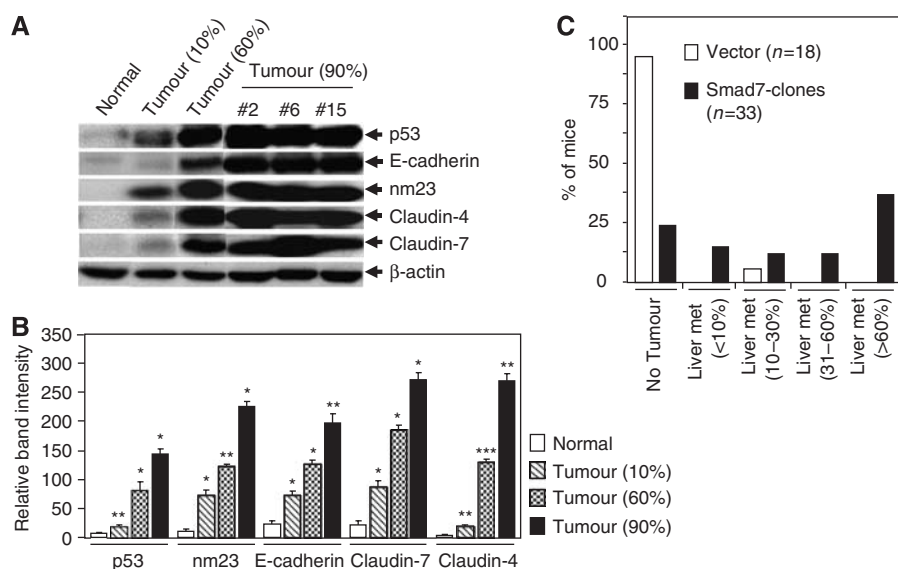 A
Normal
Tumour (10%)
Tumour (60%)
Tumour (90%)
#2 #6 #15
p53
E-cadherin
nm23
Claudin-4
Claudin-7
β-actin
B
Relative band intensity
350
300
250
200
150
100
50
0
** * *
* ** *
* * **
* * *
** *** **
p53 nm23 E-cadherin Claudin-7 Claudin-4
Normal
Tumour (10%)
Tumour (60%)
Tumour (90%)
C
% of mice
100
75
50
25
0
Vector (n=18)
Smad7-clones
(n=33)
No Tumour
Liver met
(<10%)
Liver met
(10–30%)
Liver met
(31–60%)
Liver met
(>60%)